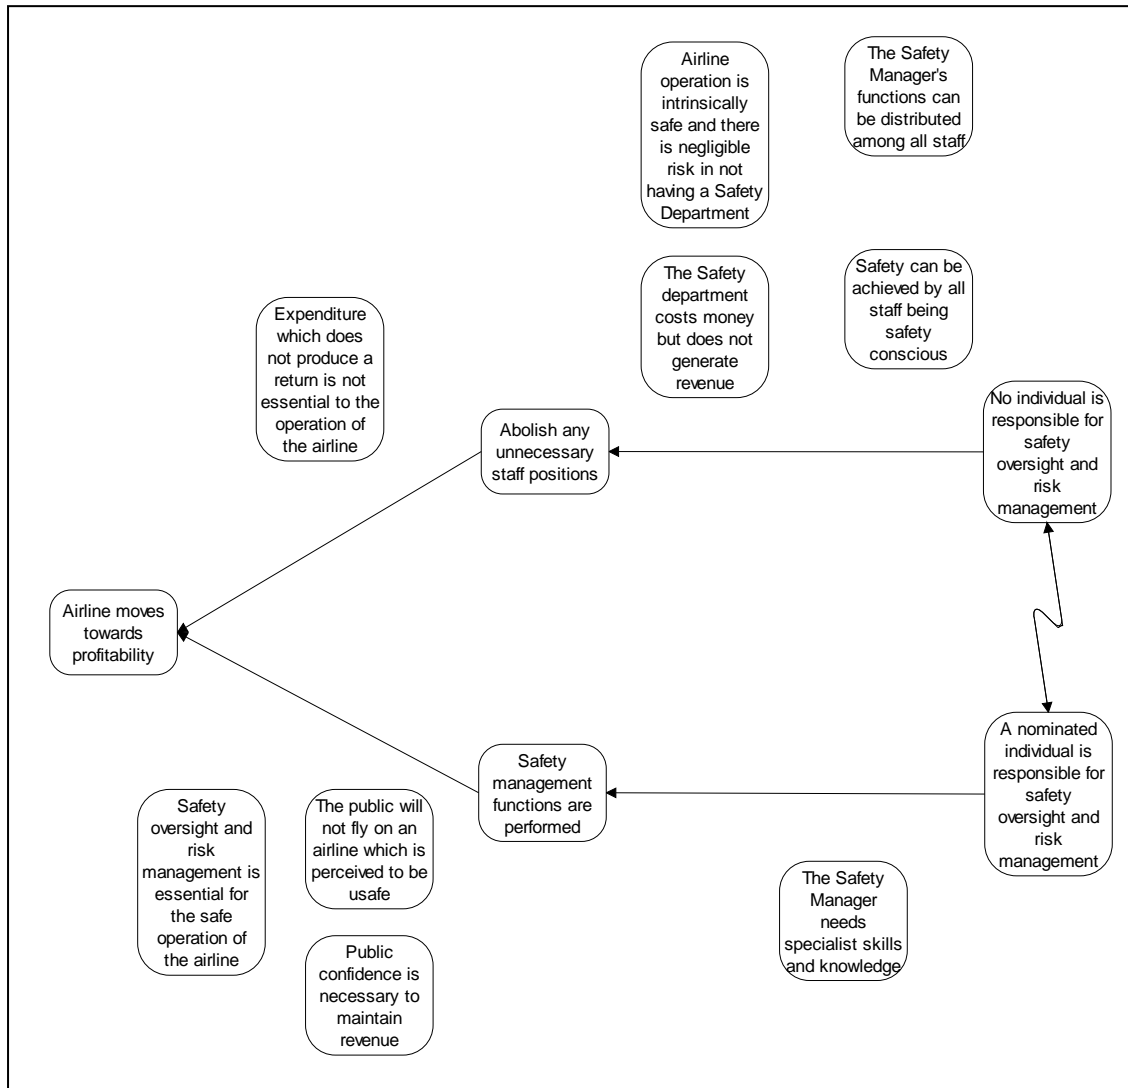 Airline
operation is
intrinsically
safe and there
is negligible
risk in not
having a Safety
Department
The Safety
Manager's
functions can
be distributed
among all staff
The Safety
department
costs money
but does not
generate
revenue
Safety can be
achieved by all
staff being
safety
conscious
Expenditure
which does
not produce a
return is not
essential to the
operation of
the airline
Abolish any
unnecessary
staff positions
No individual is
responsible for
safety
oversight and
risk
management
Airline moves
towards
profitability
Safety
management
functions are
performed
A nominated
individual is
responsible for
safety
oversight and
risk
management
Safety
oversight and
risk
management is
essential for
the safe
operation of
the airline
The public will
not fly on an
airline which is
perceived to be
usafe
Public
confidence is
necessary to
maintain
revenue
The Safety
Manager
needs
specialist skills
and knowledge